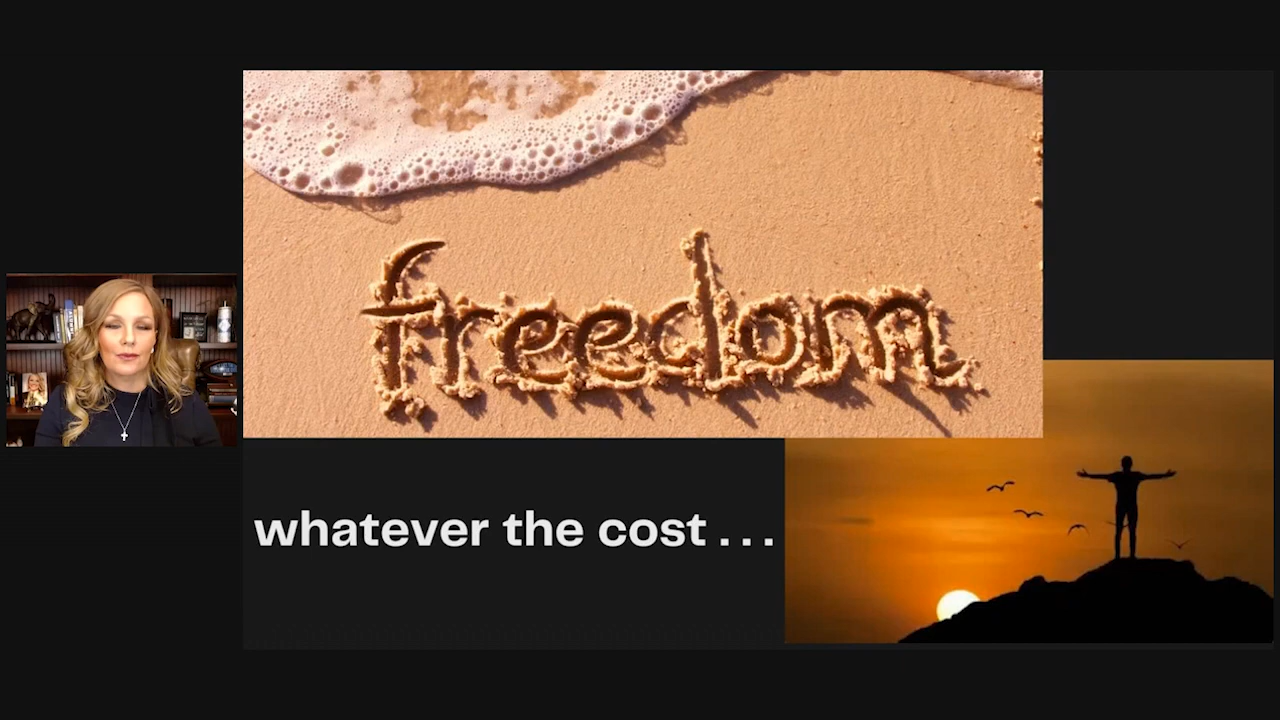 freedom
whatever the cost . . .